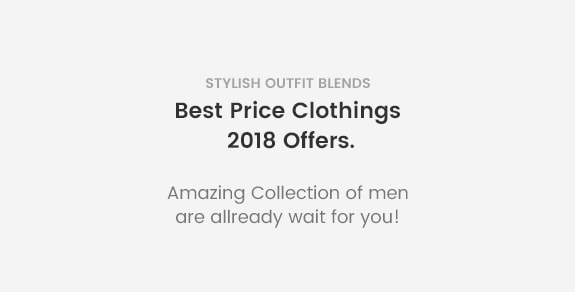 STYLISH OUTFIT BLENDS
Best Price Clothings
2018 Offers.
Amazing Collection of men
are allready wait for you!